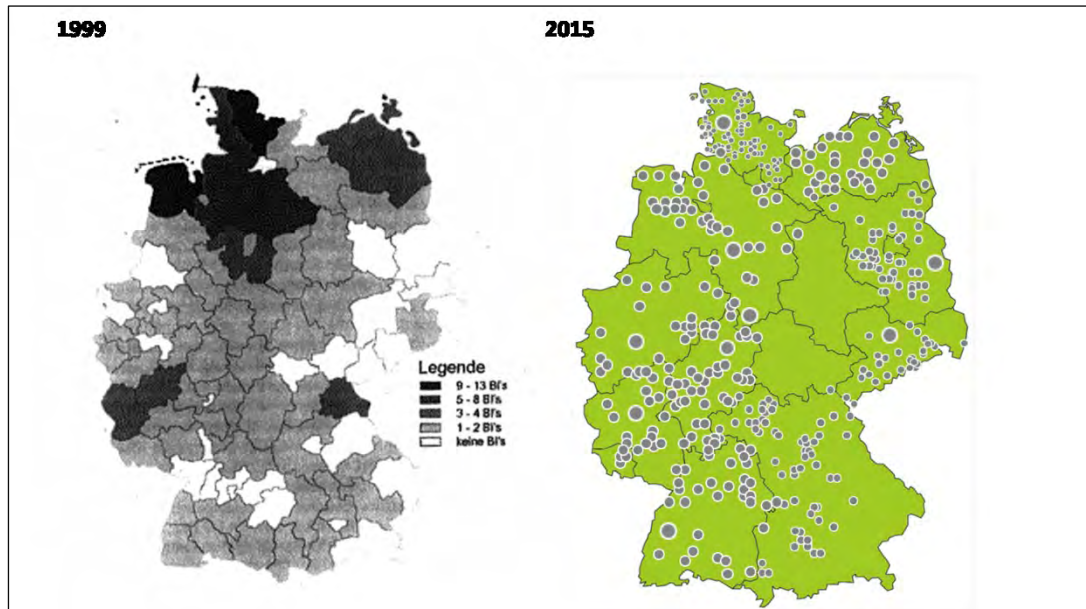 1999
2015
Legende
9 - 13 BI's
5 - 8 BI's
3 - 4 BI's
1 - 2 BI's
keine BI's